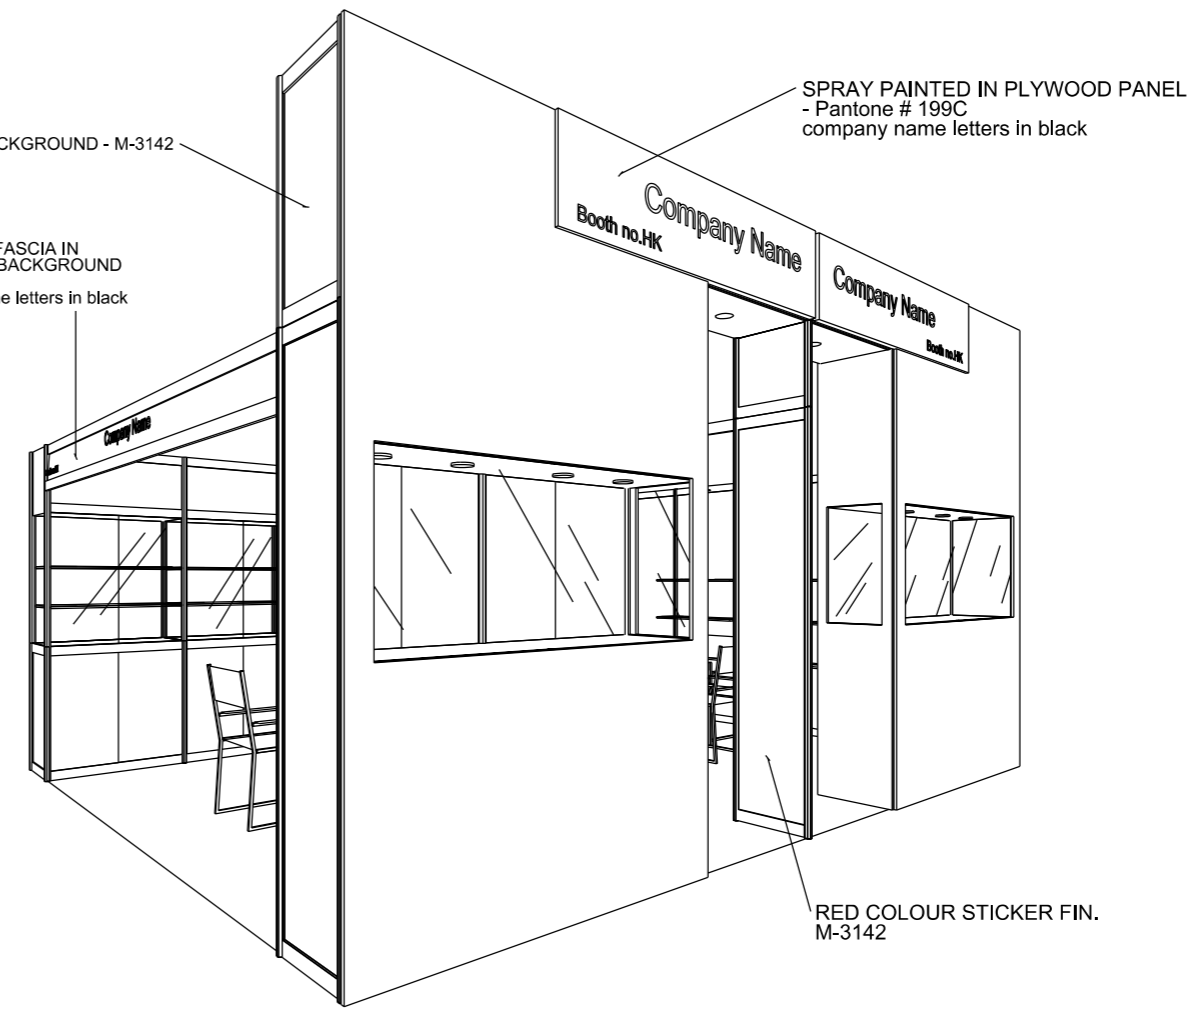 SPRAY PAINTED IN PLYWOOD PANEL
- Pantone # 199C
company name letters in black
CKGROUND - M-3142
FASCIA IN
BACKGROUND
e letters in black
Company Name
Booth no.HK
Company Name
Booth no.HK
Company Name
RED COLOUR STICKER FIN.
M-3142